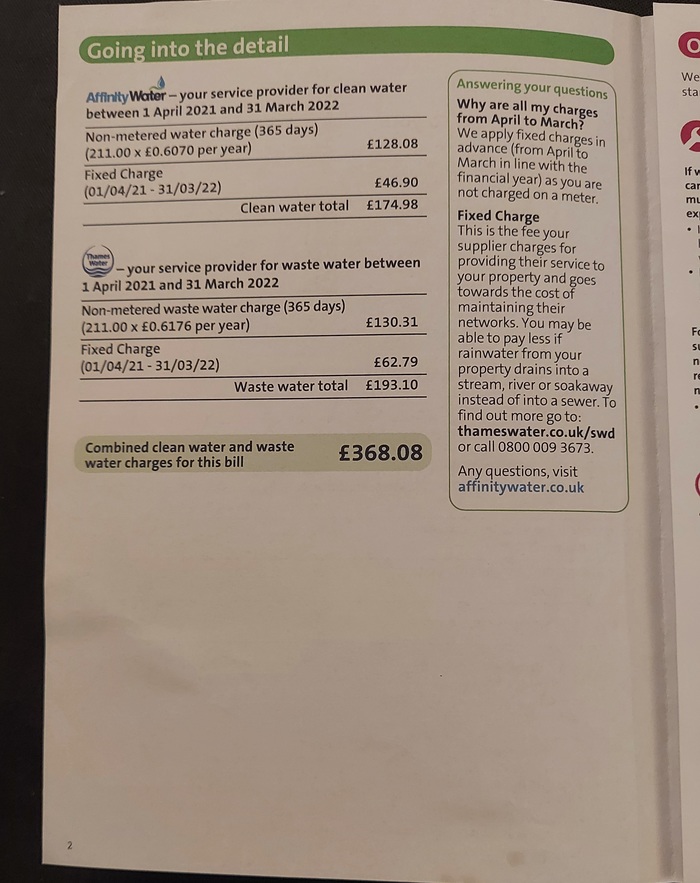 Going into the detail
AffinityWater – your service provider for clean water
between 1 April 2021 and 31 March 2022
Non-metered water charge (365 days)
(211.00 x £0.6070 per year) £128.08
Fixed Charge
(01/04/21 - 31/03/22) £46.90
Clean water total £174.98
Thames
Water – your service provider for waste water between
1 April 2021 and 31 March 2022
Non-metered waste water charge (365 days)
(211.00 x £0.6176 per year) £130.31
Fixed Charge
(01/04/21 - 31/03/22) £62.79
Waste water total £193.10
Combined clean water and waste
water charges for this bill £368.08
Answering your questions
Why are all my charges
from April to March?
We apply fixed charges in
advance (from April to
March in line with the
financial year) as you are
not charged on a meter.
Fixed Charge
This is the fee your
supplier charges for
providing their service to
your property and goes
towards the cost of
maintaining their
networks. You may be
able to pay less if
rainwater from your
property drains into a
stream, river or soakaway
instead of into a sewer. To
find out more go to:
thameswater.co.uk/swd
or call 0800 009 3673.
Any questions, visit
affinitywater.co.uk
2
We